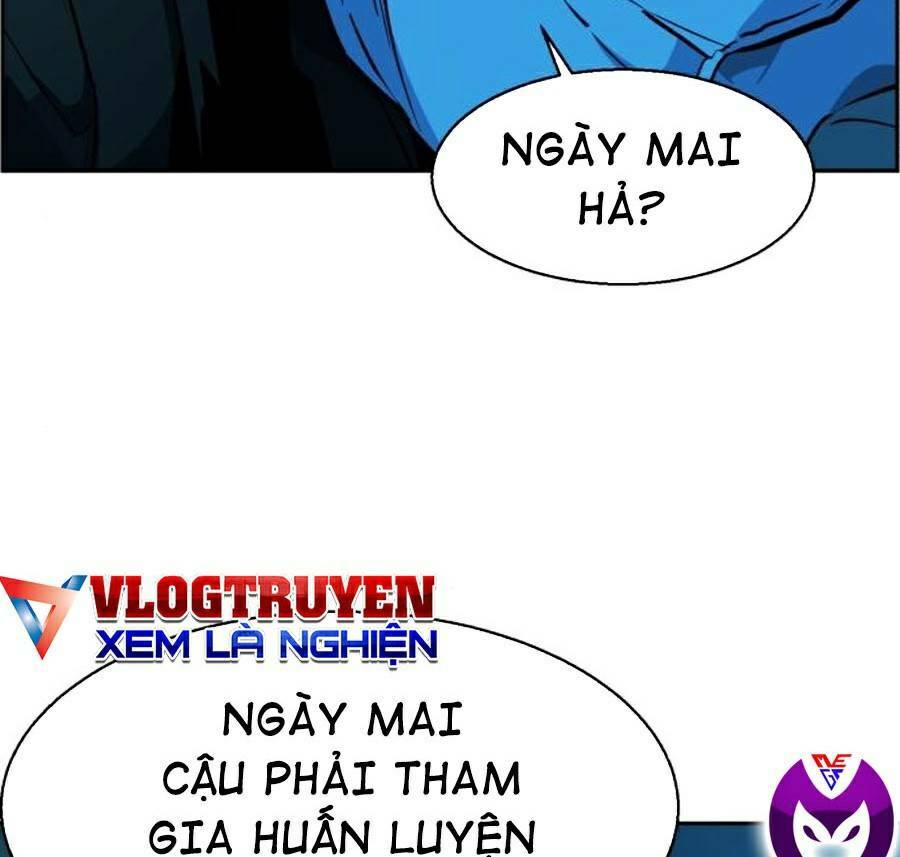 NGÀY MAI
HẢ?
VLOGTRUYEN
XEM LÀ NGHIỆN
NGÀY MAI
CẬU PHẢI THAM
GIA HUẤN LUYỆN